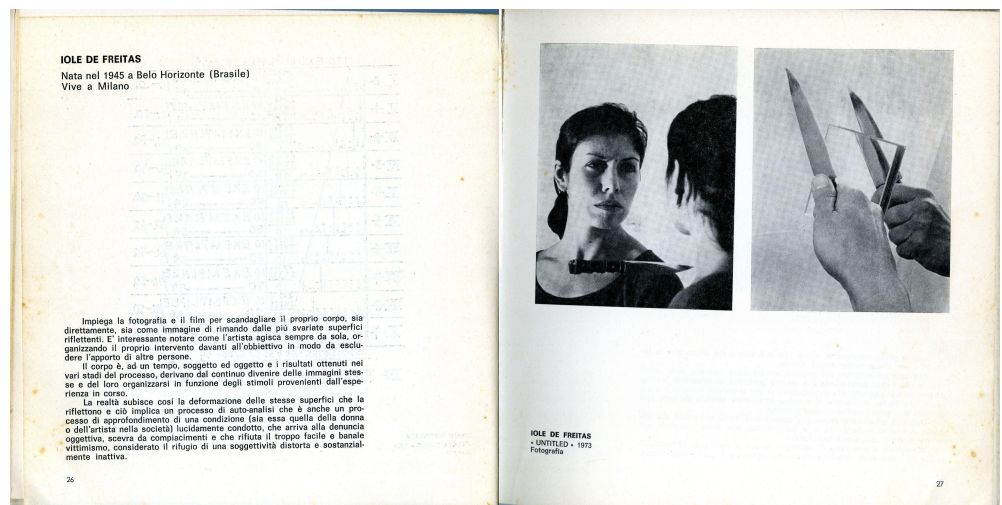 IOLE DE FREITAS
Nata nel 1945 a Belo Horizonte (Brasile)
Vive a Milano
Impiega la fotografia e il film per scandagliare il proprio corpo, sia
direttamente, sia come immagine di rimando dalle piú svariate superfici
riflettenti. E' interessante notare come l'artista agisca sempre da sola, or-
ganizzando il proprio intervento davanti all'obbiettivo in modo da esclu-
dere l'apporto di altre persone.
Il corpo è, ad un tempo, soggetto ed oggetto e i risultati ottenuti nei
vari stadi del processo, derivano dal continuo divenire delle immagini stes-
se e del loro organizzarsi in funzione degli stimoli provenienti dall'espe-
rienza in corso.
La realtà subisce cosí la deformazione delle stesse superfici che la
riflettono e ciò implica un processo di auto-analisi che è anche un pro-
cesso di approfondimento di una condizione (sia essa quella della donna
o dell'artista nella società) lucidamente condotto, che arriva alla denuncia
oggettiva, scevra da compiacimenti e che rifiuta il troppo facile e banale
vittimismo, considerato il rifugio di una soggettività distorta e sostanzial-
mente inattiva.
26
IOLE DE FREITAS
« UNTITLED » 1973
Fotografia
27